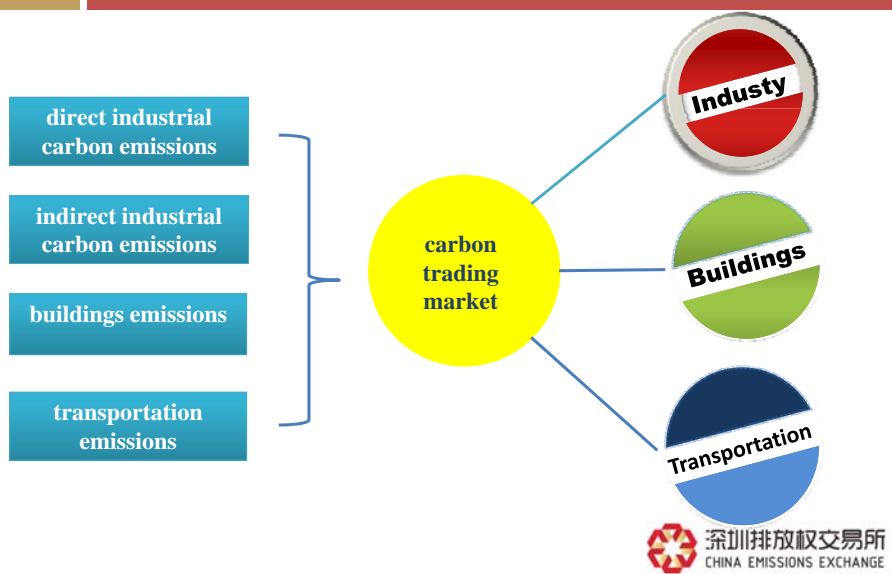 direct industrial
carbon emissions
indirect industrial
carbon emissions
buildings emissions
transportation
emissions
carbon
trading
market
Industy
Buildings
Transportation
深圳排放权交易所
CHINA EMISSIONS EXCHANGE